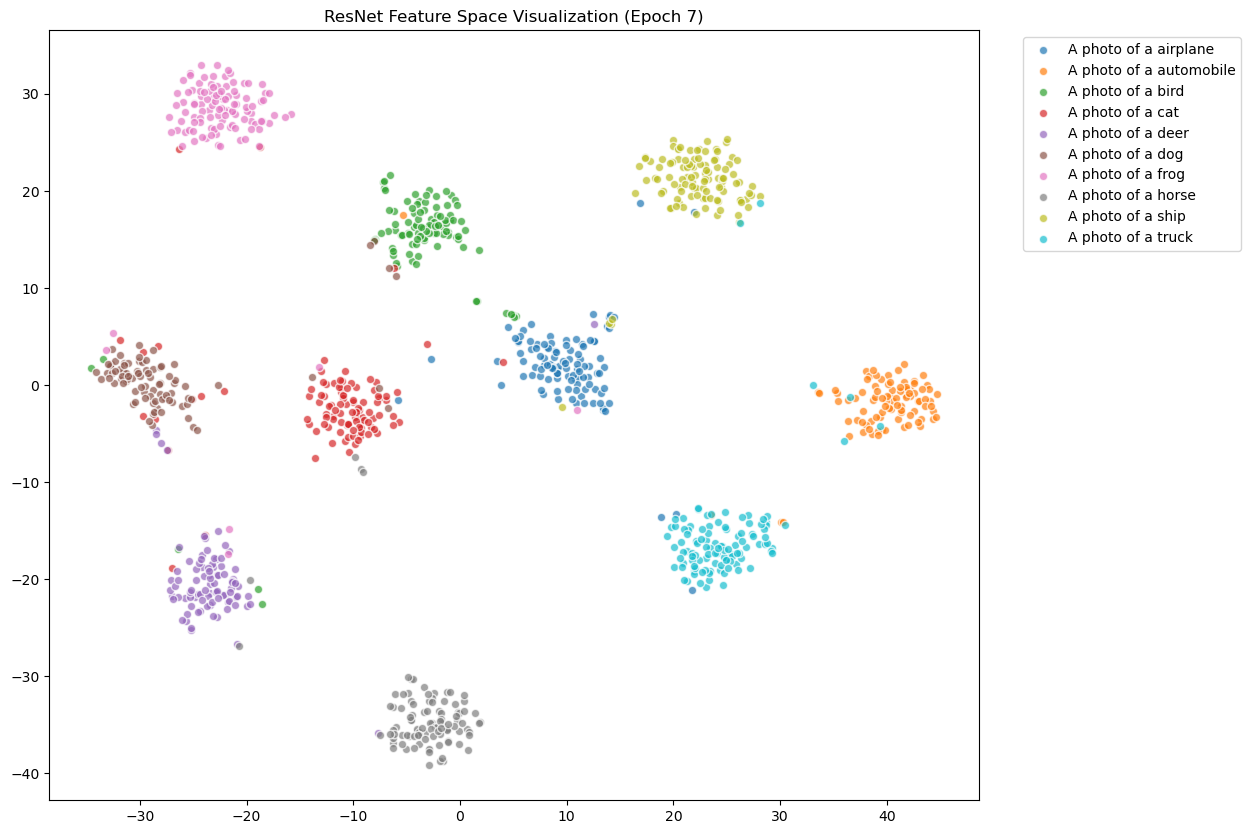 ResNet Feature Space Visualization (Epoch 7)
A photo of a airplane
A photo of a automobile
A photo of a bird
A photo of a cat
A photo of a deer
A photo of a dog
A photo of a frog
A photo of a horse
A photo of a ship
A photo of a truck
30
20
10
0
−10
−20
−30
−40
−30 −20 −10 0 10 20 30 40